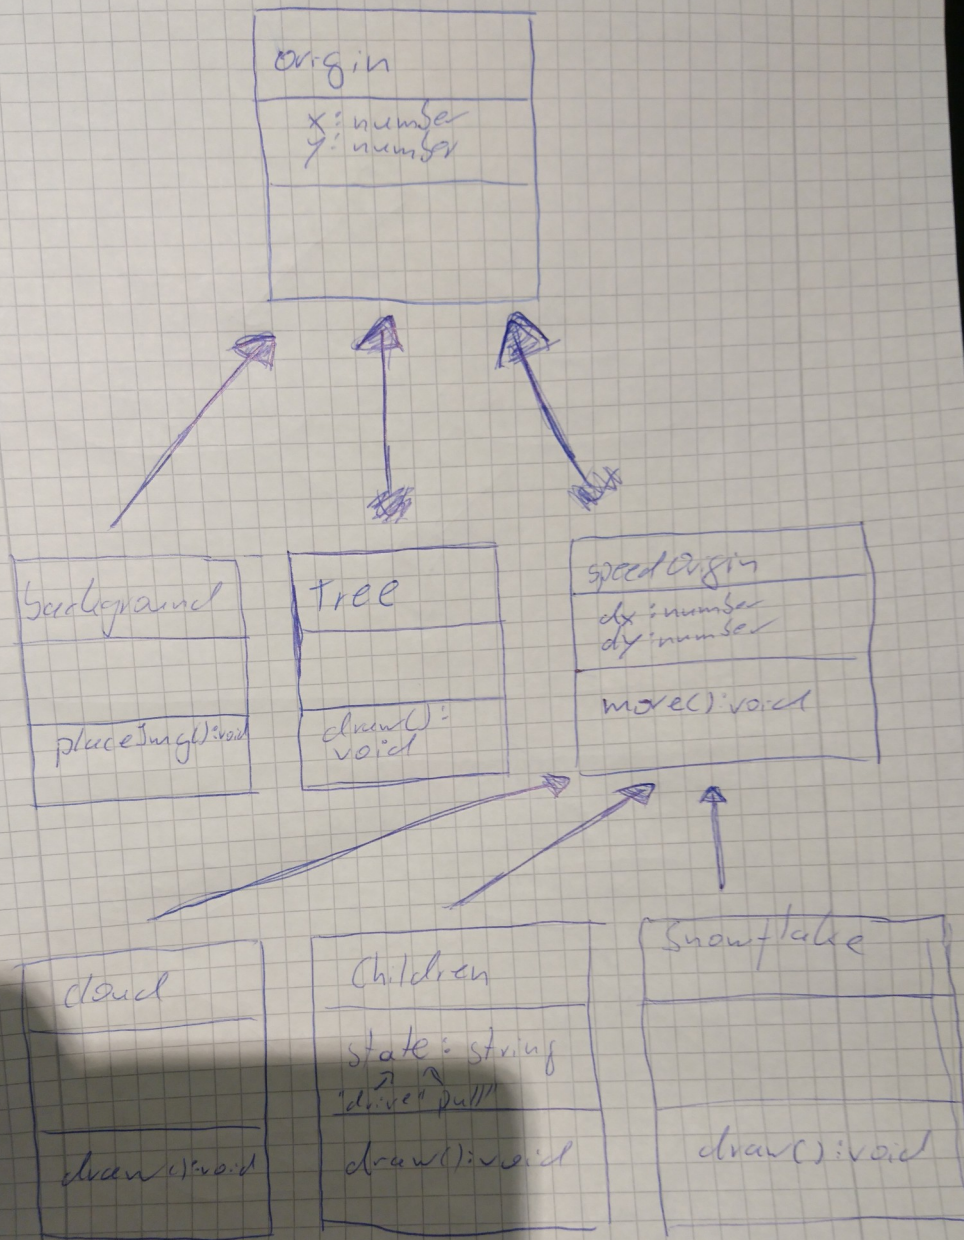 origin
x: number
y: number
background
placeImg():void
Tree
draw():
void
speedOrigin
dx: number
dy: number
move():void
cloud
draw():void
Children
state: string
"drive" pull"
draw():void
Snowflake
draw():void